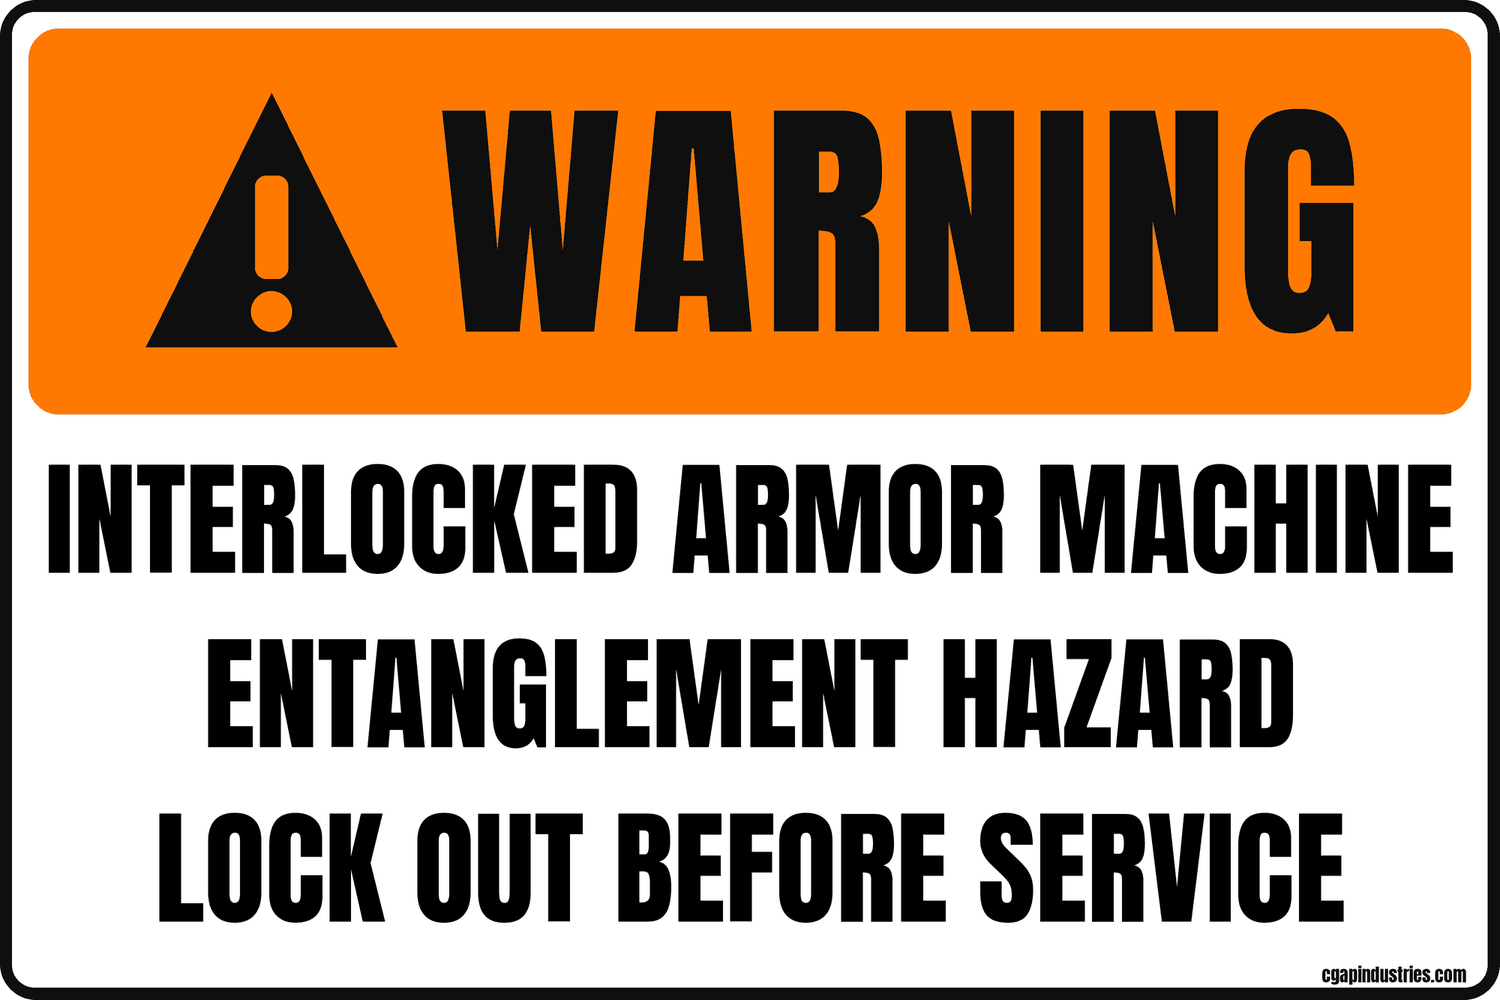 WARNING
INTERLOCKED ARMOR MACHINE
ENTANGLEMENT HAZARD
LOCK OUT BEFORE SERVICE
cgapindustries.com